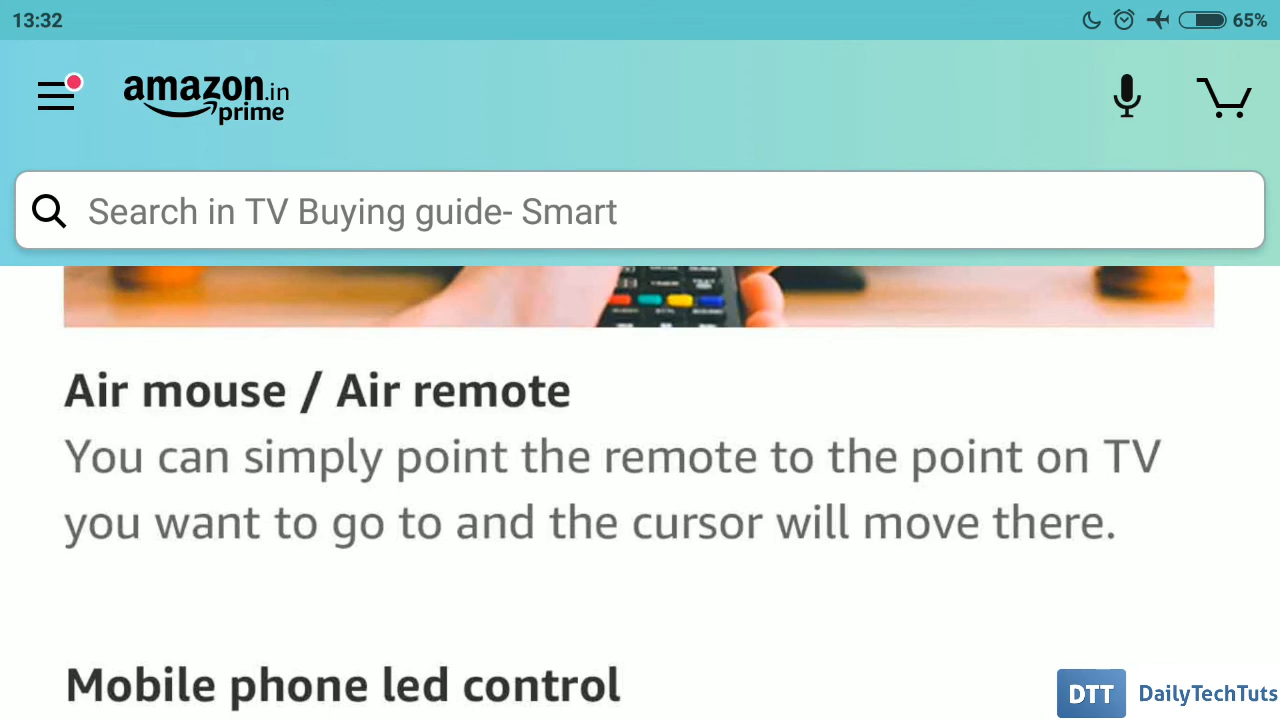 13:32
65%
amazon.in
prime
Search in TV Buying guide- Smart
Air mouse / Air remote
You can simply point the remote to the point on TV
you want to go to and the cursor will move there.
Mobile phone led control
DTT DailyTechTuts